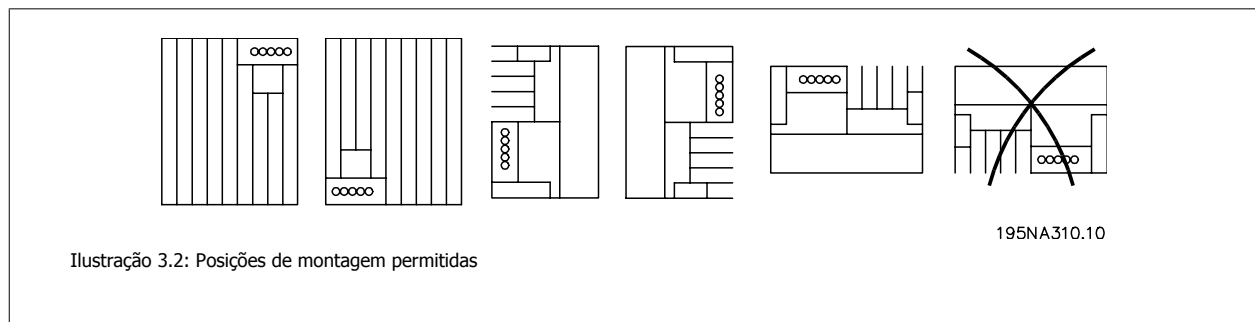 195NA310.10
Ilustração 3.2: Posições de montagem permitidas